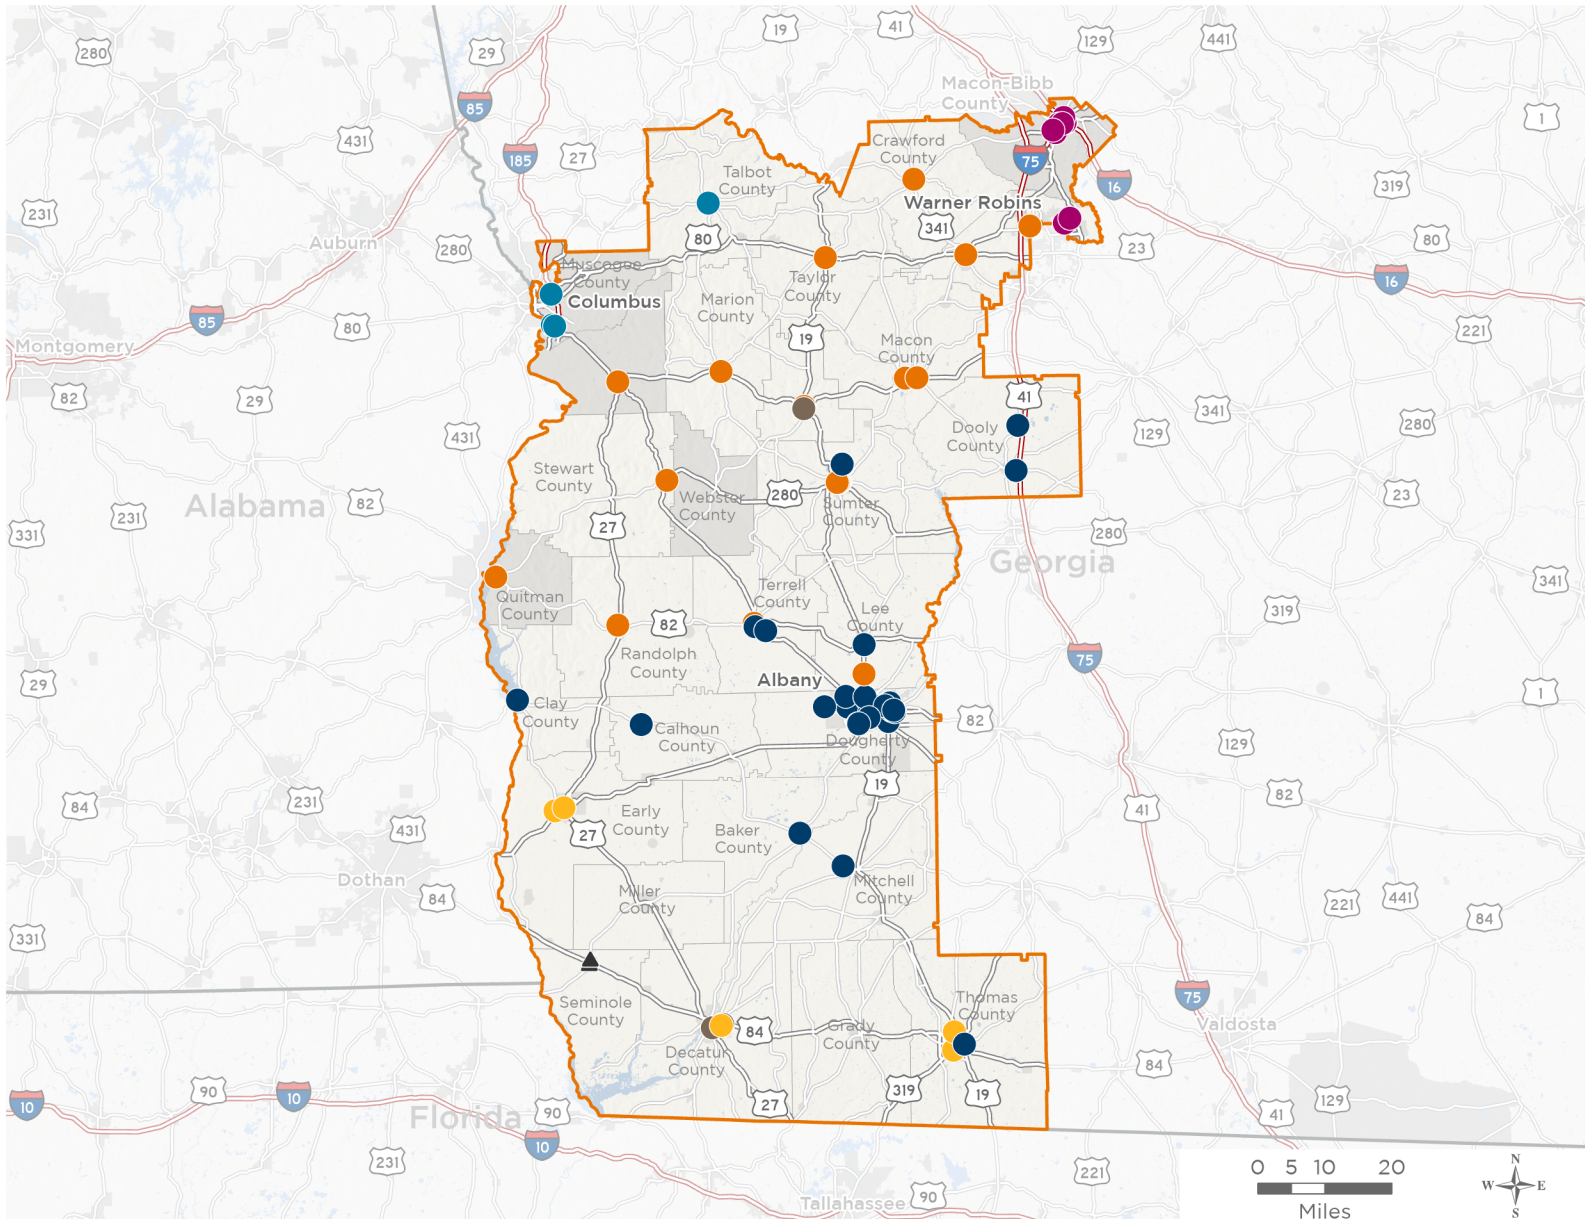 19
41
441
129
280
29
85
Macon-Bibb
County
1
431
Crawford
County
185
27
75
Talbot
County
16
319
Warner Robins
231
80
341
Auburn
280
23
80
Muscogee
County
Taylor
County
16
Columbus
Marion
County
85
80
221
Montgomery
19
Macon
County
82
29
41
341
280
431
Dooly
County
129
Stewart
County
Alabama
82
Webster
County
280
Sumter
County
23
231
27
331
280
Georgia
341
Terrell
County
Quitman
County
Lee
County
319
82
Randolph
County
75
29
Albany
1
Clay
County
82
Calhoun
County
Dougherty
County
129
19
82
84
231
41
431
27
Early
County
Baker
County
Dothan
84
Miller
County
Mitchell
County
221
441
84
331
75
Seminole
County
Thomas
County
Valdosta
84
Grady
County
Decatur
County
84
90
10
10
319
19
27
41
129
Florida
90
10
231
221
Tallahassee
90
0 5 10 20
Miles
N
W E
S